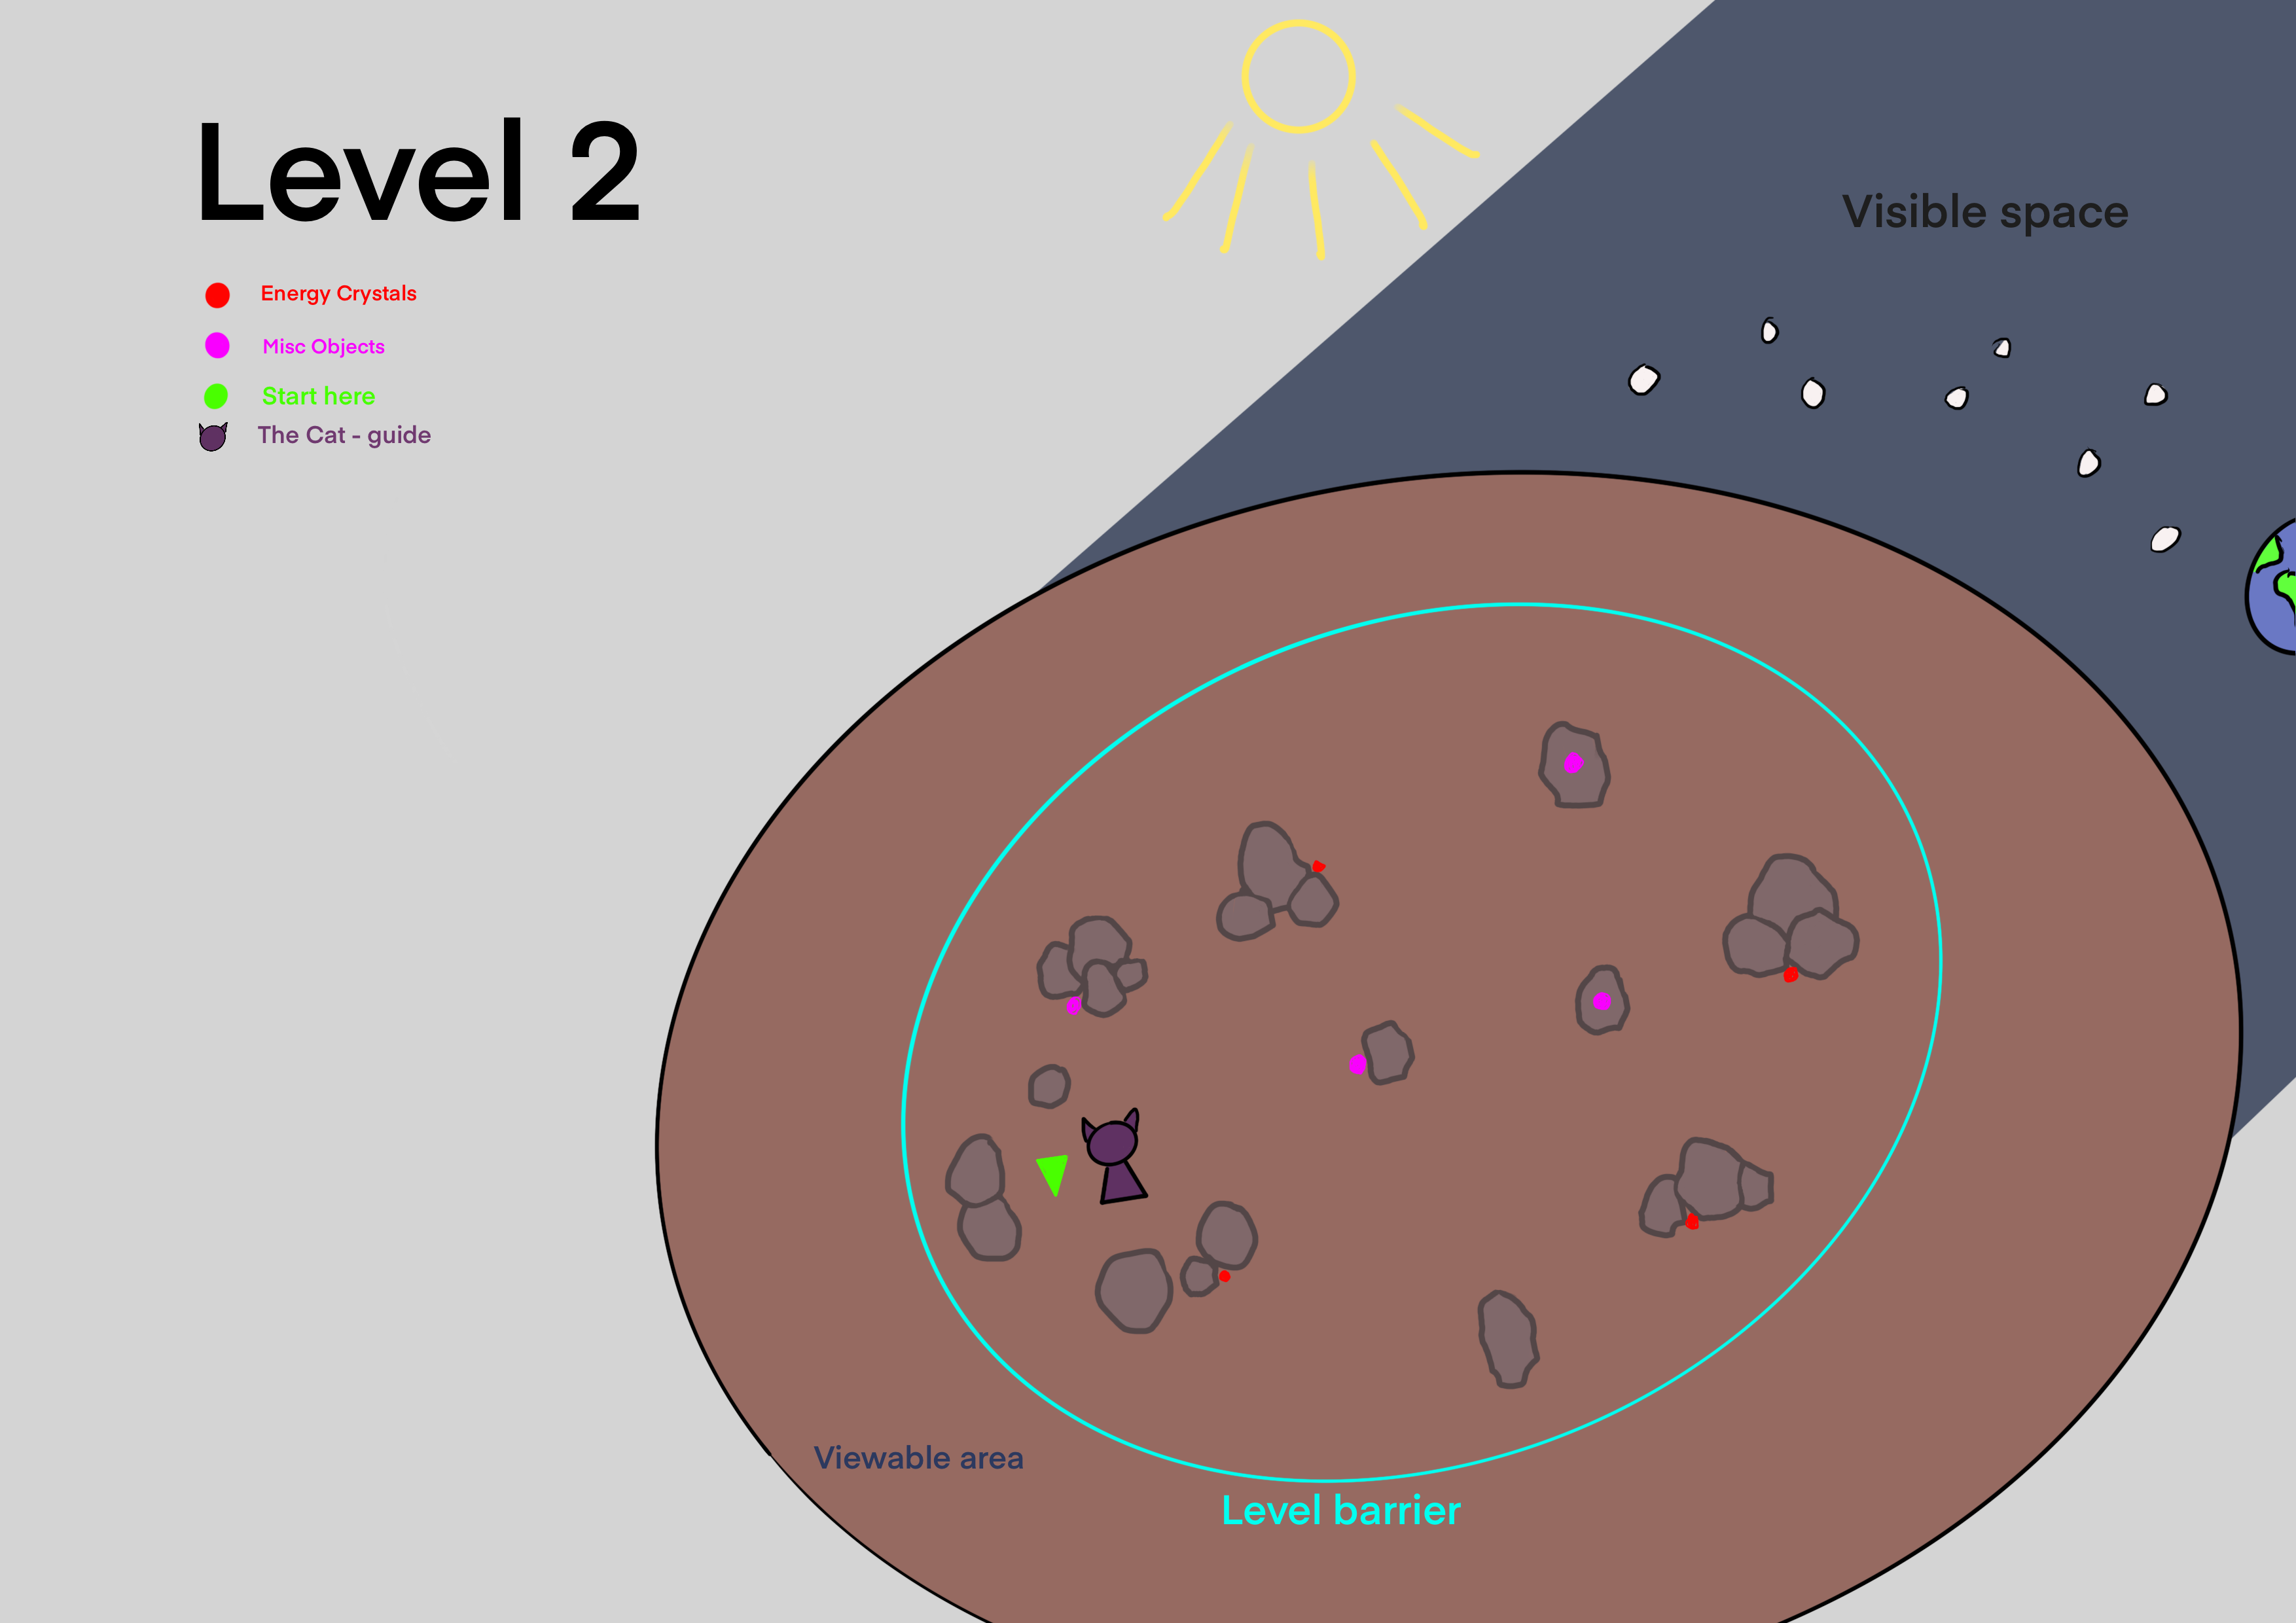 Level 2
Energy Crystals
Misc Objects
Start here
The Cat - guide
Visible space
Viewable area
Level barrier